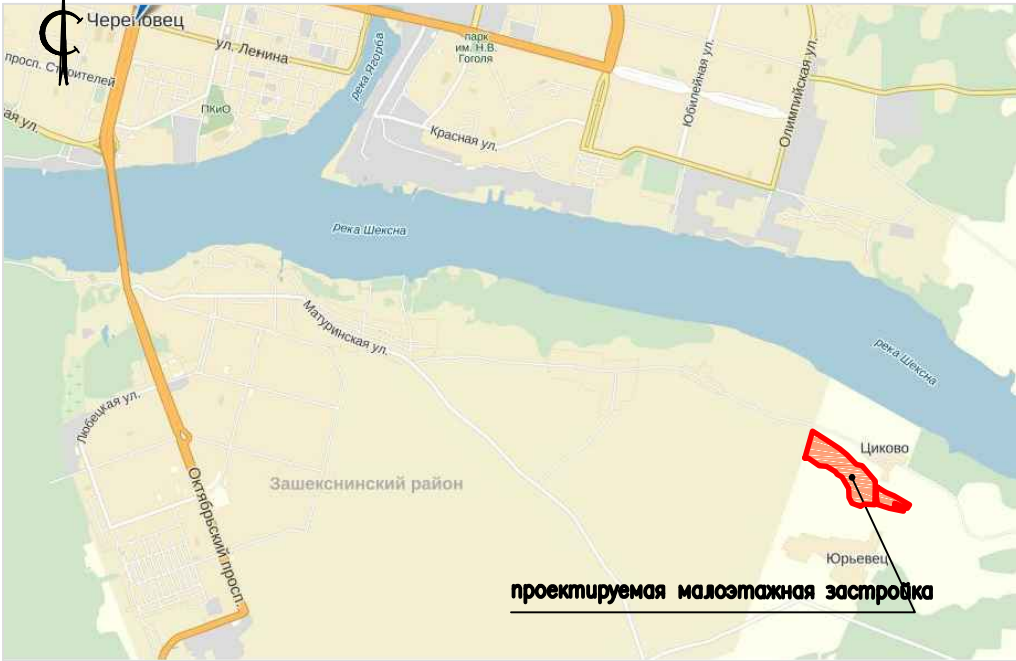 Череповец
ул. Ленина
просп. Строителей
ая ул.
ПКиО
река Ягорба
парк
им. Н.В.
Гоголя
Красная ул.
Юбилейная ул.
Олимпийская ул.
река Шексна
Матуринская ул.
река Шексна
Любецкая ул.
Октябрьский просп.
Зашекснинский район
Циково
Юрьевец
проектируемая малоэтажная застройка